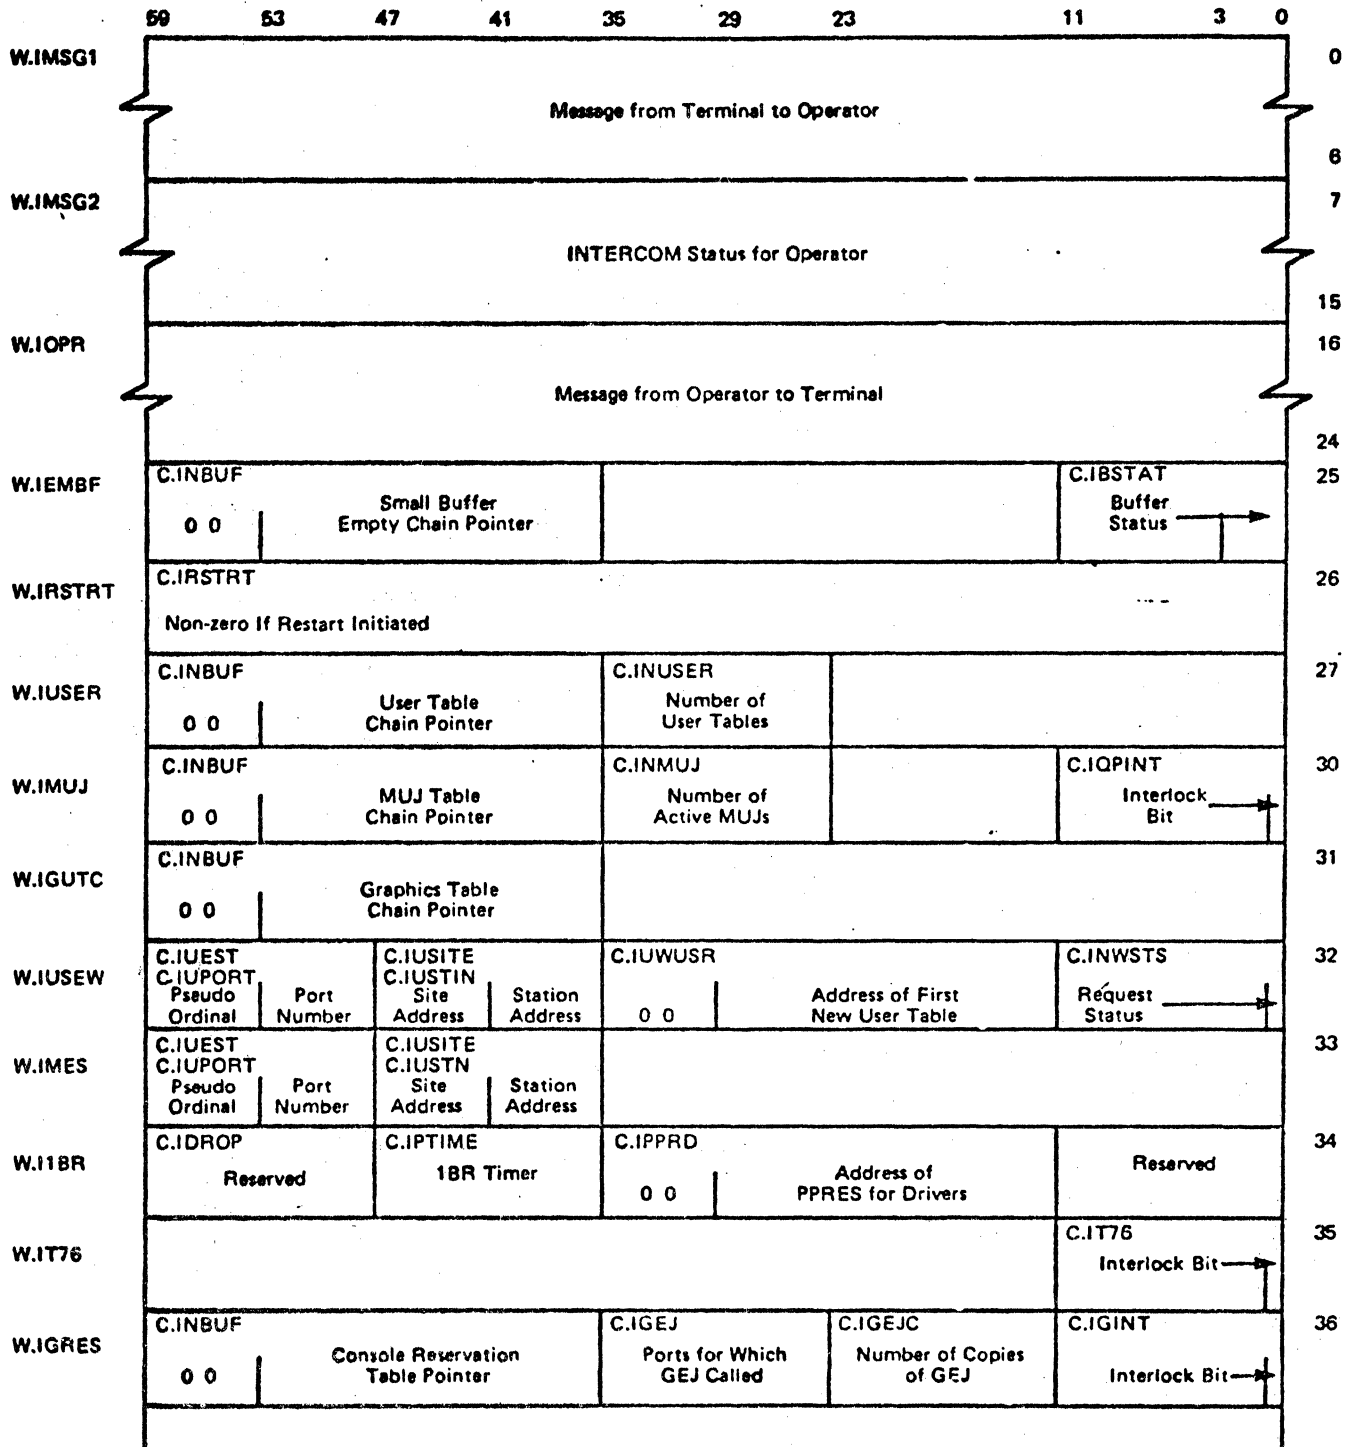 59 53 47 41 35 29 23 11 3 0
W.IMSG1 0
Message from Terminal to Operator
6
W.IMSG2 7
INTERCOM Status for Operator
15
W.IOPR 16
Message from Operator to Terminal
24
W.IEMBF C.INBUF C.IBSTAT 25
Small Buffer Buffer
0 0 Empty Chain Pointer Status
W.IRSTRT C.IRSTRT 26
Non-zero If Restart Initiated
W.IUSER C.INBUF C.INUSER 27
User Table Number of
0 0 Chain Pointer User Tables
W.IMUJ C.INBUF C.INMUJ C.IQPINT 30
MUJ Table Number of Interlock
0 0 Chain Pointer Active MUJs Bit
W.IGUTC C.INBUF 31
Graphics Table
0 0 Chain Pointer
W.IUSEW C.IUEST C.IUSITE C.IUWUSR C.INWSTS 32
C.IUPORT C.IUSTIN
Pseudo Port Site Station Address of First Request
Ordinal Number Address Address 0 0 New User Table Status
W.IMES C.IUEST C.IUSITE 33
C.IUPORT C.IUSTN
Pseudo Port Site Station
Ordinal Number Address Address
W.I1BR C.IDROP C.IPTIME C.IPPRD 34
Reserved 1BR Timer Address of Reserved
0 0 PPRES for Drivers
W.IT76 C.IT76 35
Interlock Bit
W.IGRES C.INBUF C.IGEJ C.IGEJC C.IGINT 36
Console Reservation Ports for Which Number of Copies
0 0 Table Pointer GEJ Called of GEJ Interlock Bit